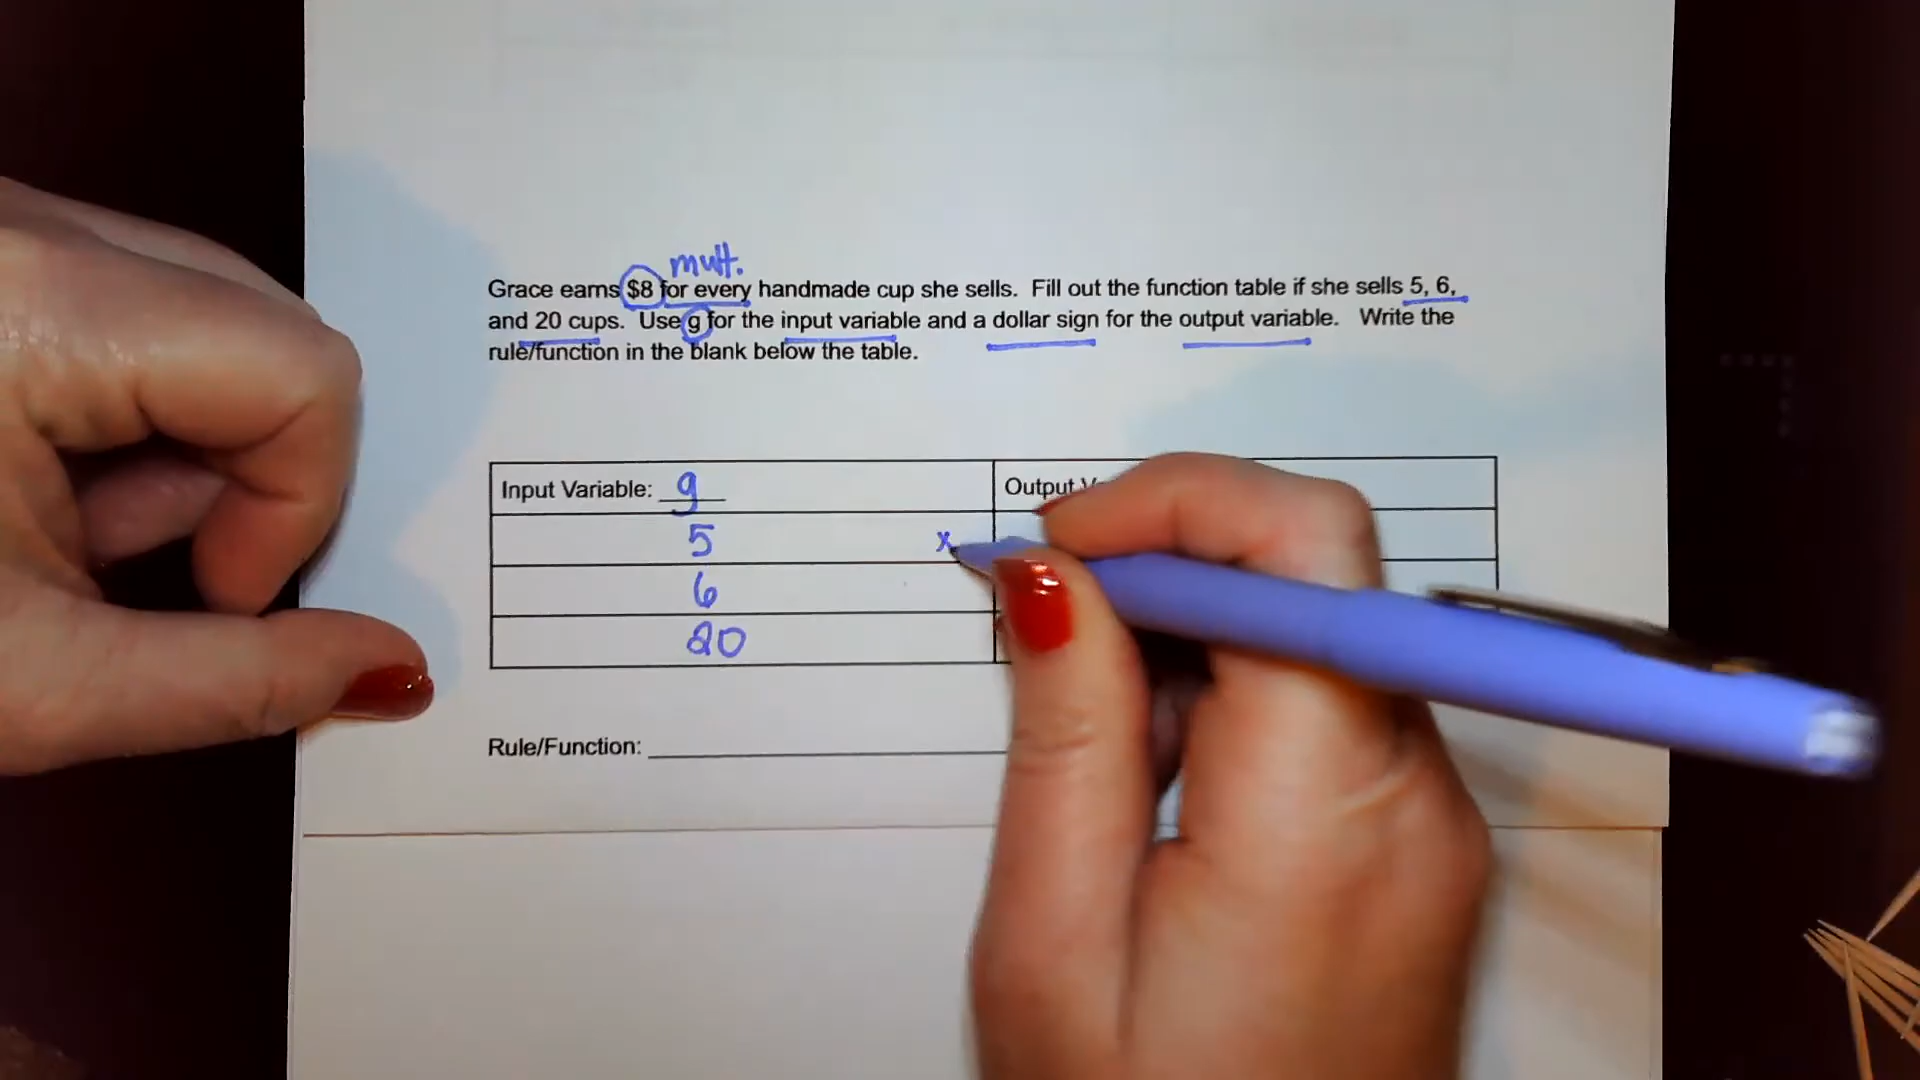 mult.
Grace earns $8 for every handmade cup she sells. Fill out the function table if she sells 5, 6,
and 20 cups. Use g for the input variable and a dollar sign for the output variable. Write the
rule/function in the blank below the table.
Input Variable: g
Output
5 x
6
20
Rule/Function: